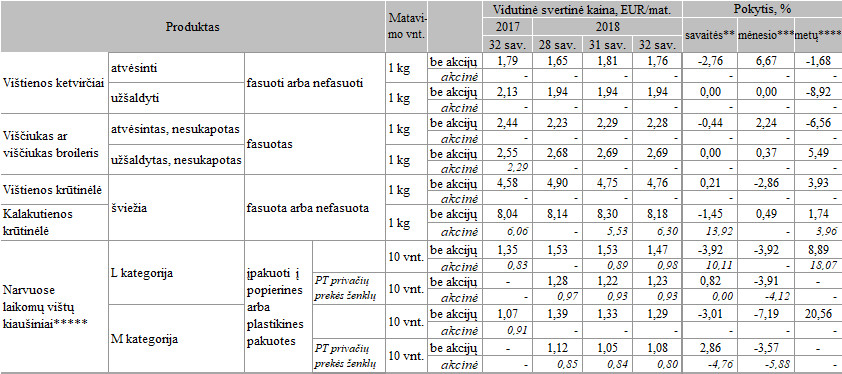 Produktas Matavi- mo vnt. Vidutinė svertinė kaina, EUR/mat. Pokytis, %
2017 2018 savaitės** mėnesio*** metų****
32 sav. 28 sav. 31 sav. 32 sav.
Vištienos ketvirčiai atvėsinti fasuoti arba nefasuoti 1 kg be akcijų 1,79 1,65 1,81 1,76 -2,76 6,67 -1,68
akcinė - - - - - - -
užšaldyti 1 kg be akcijų 2,13 1,94 1,94 1,94 0,00 0,00 -8,92
akcinė - - - - - - -
Viščiukas ar viščiukas broileris atvėsintas, nesukapotas fasuotas 1 kg be akcijų 2,44 2,23 2,29 2,28 -0,44 2,24 -6,56
akcinė - - - - - - -
užšaldytas, nesukapotas 1 kg be akcijų 2,55 2,68 2,69 2,69 0,00 0,37 5,49
akcinė 2,29 - - - - - -
Vištienos krūtinėlė šviežia fasuota arba nefasuota 1 kg be akcijų 4,58 4,90 4,75 4,76 0,21 -2,86 3,93
akcinė - - - - - - -
Kalakutienos krūtinėlė 1 kg be akcijų 8,04 8,14 8,30 8,18 -1,45 0,49 1,74
akcinė 6,06 - 5,53 6,30 13,92 - 3,96
Narvuose laikomų vištų kiaušiniai***** L kategorija įpakuoti į popierines arba plastikines pakuotes 10 vnt. be akcijų 1,35 1,53 1,53 1,47 -3,92 -3,92 8,89
akcinė 0,83 - 0,89 0,98 10,11 - 18,07
PT privačių prekės ženklų 10 vnt. be akcijų - 1,28 1,22 1,23 0,82 -3,91 -
akcinė - 0,97 0,93 0,93 0,00 -4,12 -
M kategorija 10 vnt. be akcijų 1,07 1,39 1,33 1,29 -3,01 -7,19 20,56
akcinė 0,91 - - - - - -
PT privačių prekės ženklų 10 vnt. be akcijų - 1,12 1,05 1,08 2,86 -3,57 -
akcinė - 0,85 0,84 0,80 -4,76 -5,88 -